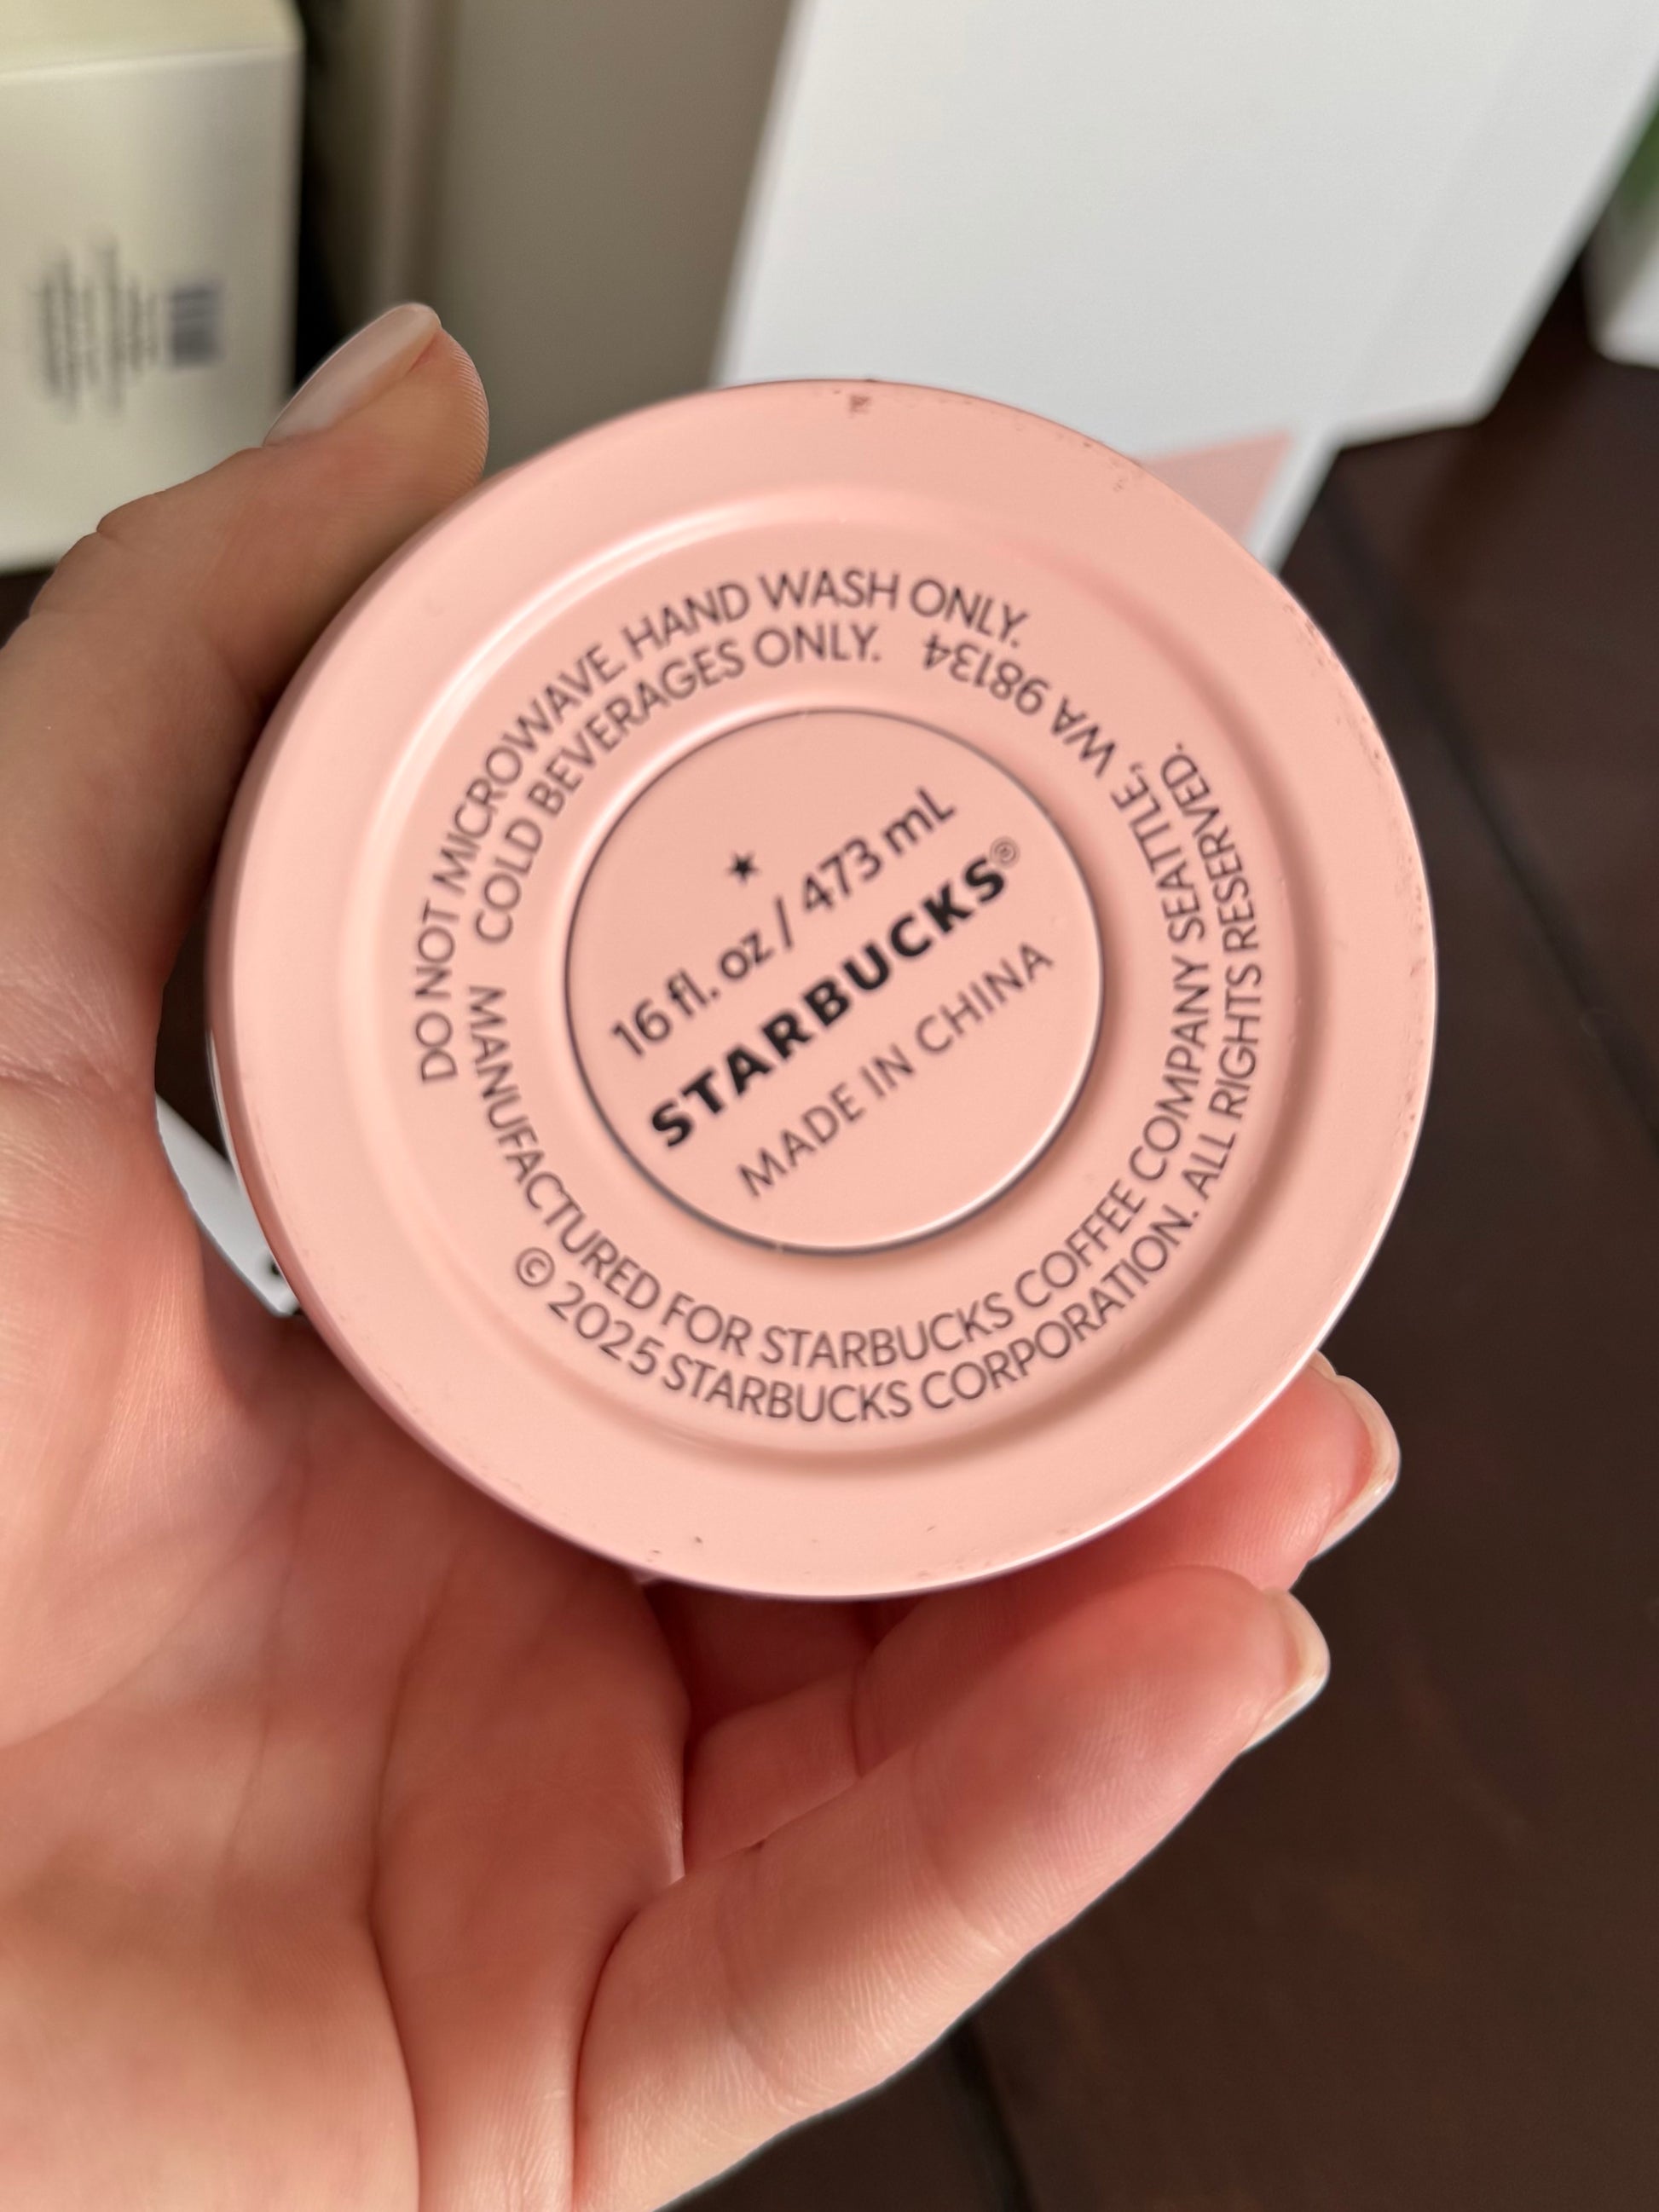 DO NOT MICROWAVE. HAND WASH ONLY.
COLD BEVERAGES ONLY.
16 fl. oz / 473 mL
STARBUCKS®
MADE IN CHINA
MANUFACTURED FOR STARBUCKS COFFEE COMPANY SEATTLE, WA 98134
© 2025 STARBUCKS CORPORATION. ALL RIGHTS RESERVED.